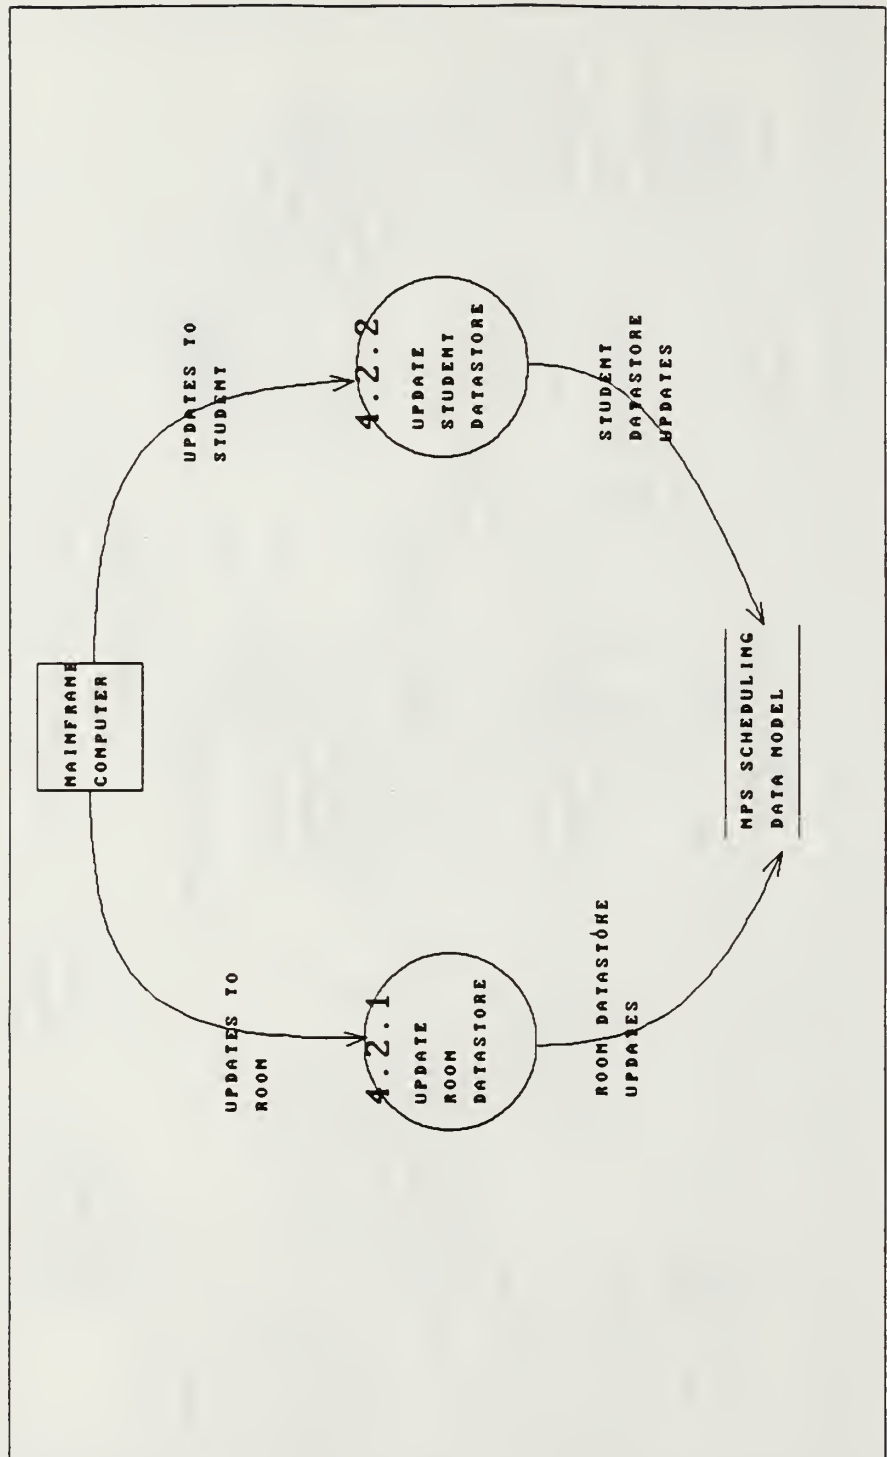 MAINFRAME
COMPUTER
UPDATES TO
ROOM
UPDATES TO
STUDENT
4.2.1
UPDATE
ROOM
DATASTORE
4.2.2
UPDATE
STUDENT
DATASTORE
ROOM DATASTORE
UPDATES
STUDENT
DATASTORE
UPDATES
NPS SCHEDULING
DATA MODEL